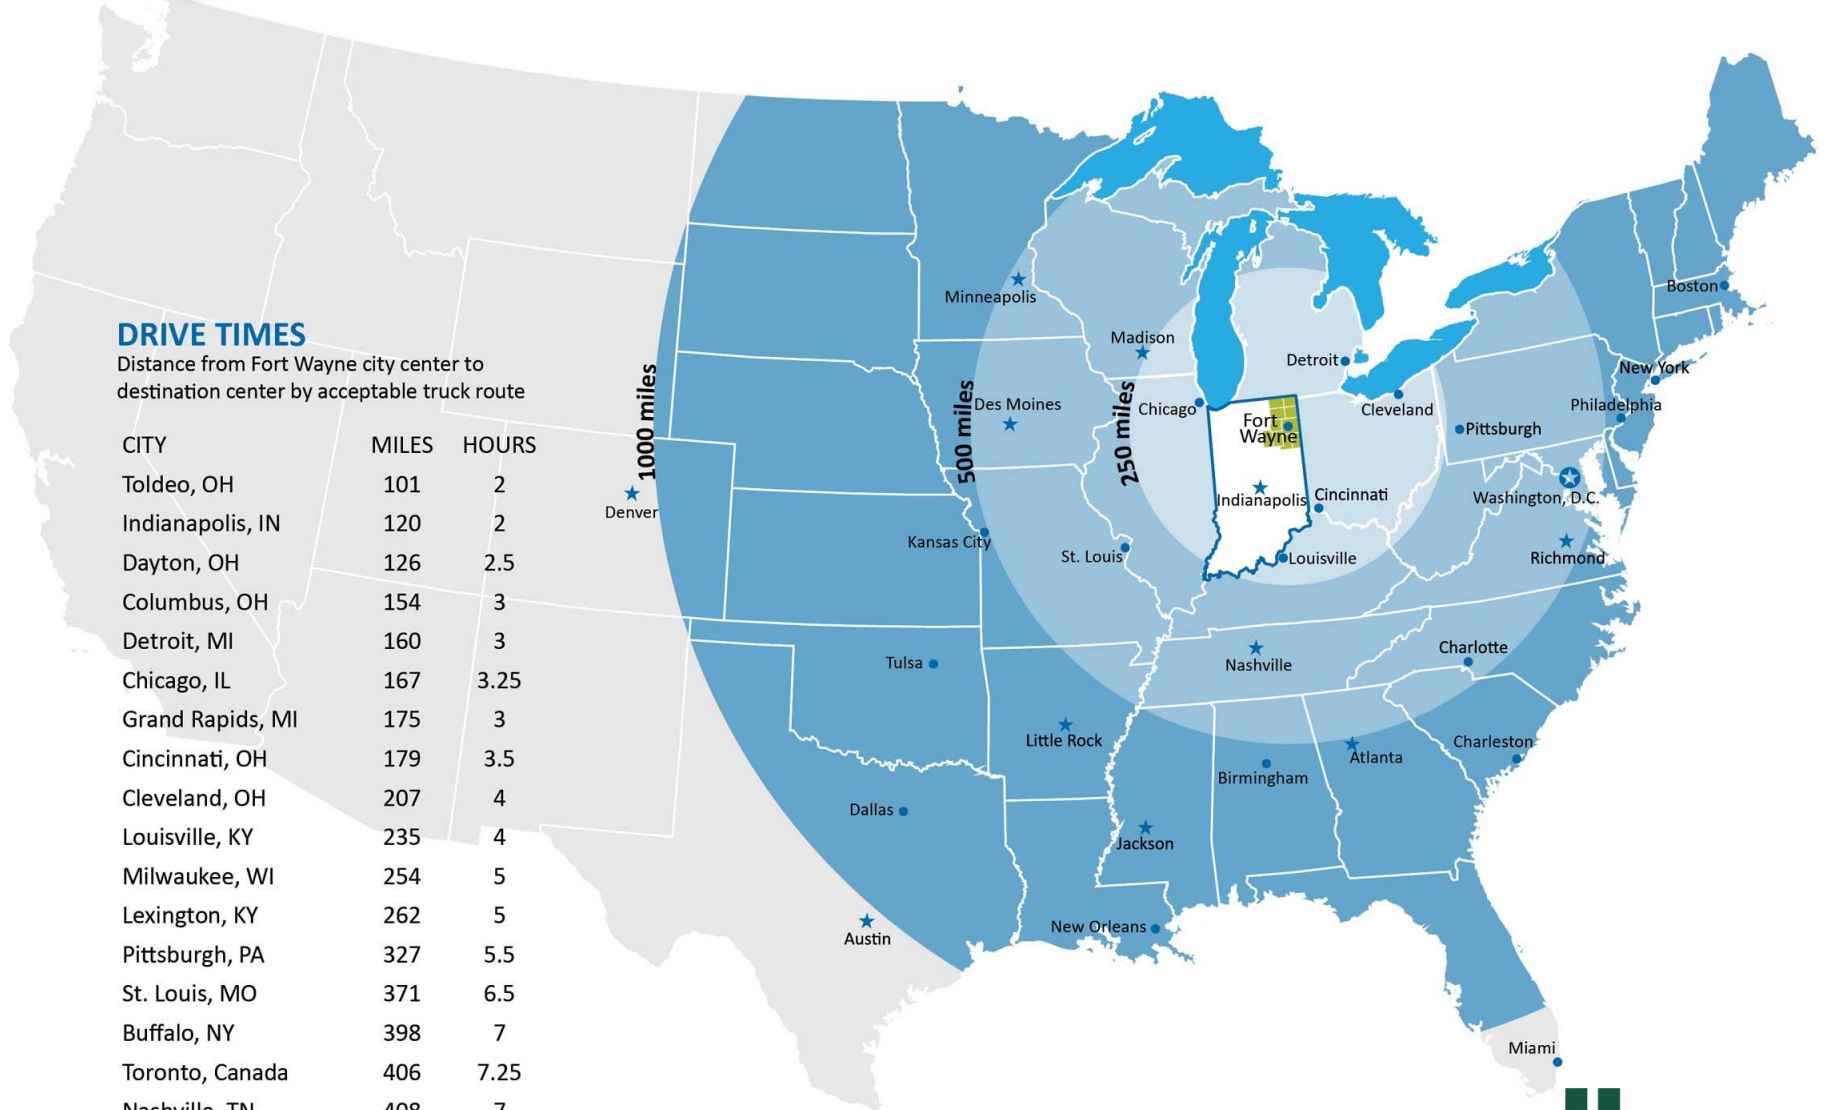 DRIVE TIMES
Distance from Fort Wayne city center to
destination center by acceptable truck route
CITY MILES HOURS
Toldeo, OH 101 2
Indianapolis, IN 120 2
Dayton, OH 126 2.5
Columbus, OH 154 3
Detroit, MI 160 3
Chicago, IL 167 3.25
Grand Rapids, MI 175 3
Cincinnati, OH 179 3.5
Cleveland, OH 207 4
Louisville, KY 235 4
Milwaukee, WI 254 5
Lexington, KY 262 5
Pittsburgh, PA 327 5.5
St. Louis, MO 371 6.5
Buffalo, NY 398 7
Toronto, Canada 406 7.25
Nashville, TN 408 7
1000 miles
500 miles
250 miles
Minneapolis
Madison
Detroit
Boston
New York
Des Moines
Chicago
Cleveland
Philadelphia
Fort
Wayne
Pittsburgh
Denver
Indianapolis
Cincinnati
Washington, D.C.
Kansas City
St. Louis
Louisville
Richmond
Tulsa
Nashville
Charlotte
Little Rock
Charleston
Atlanta
Birmingham
Dallas
Jackson
New Orleans
Austin
Miami